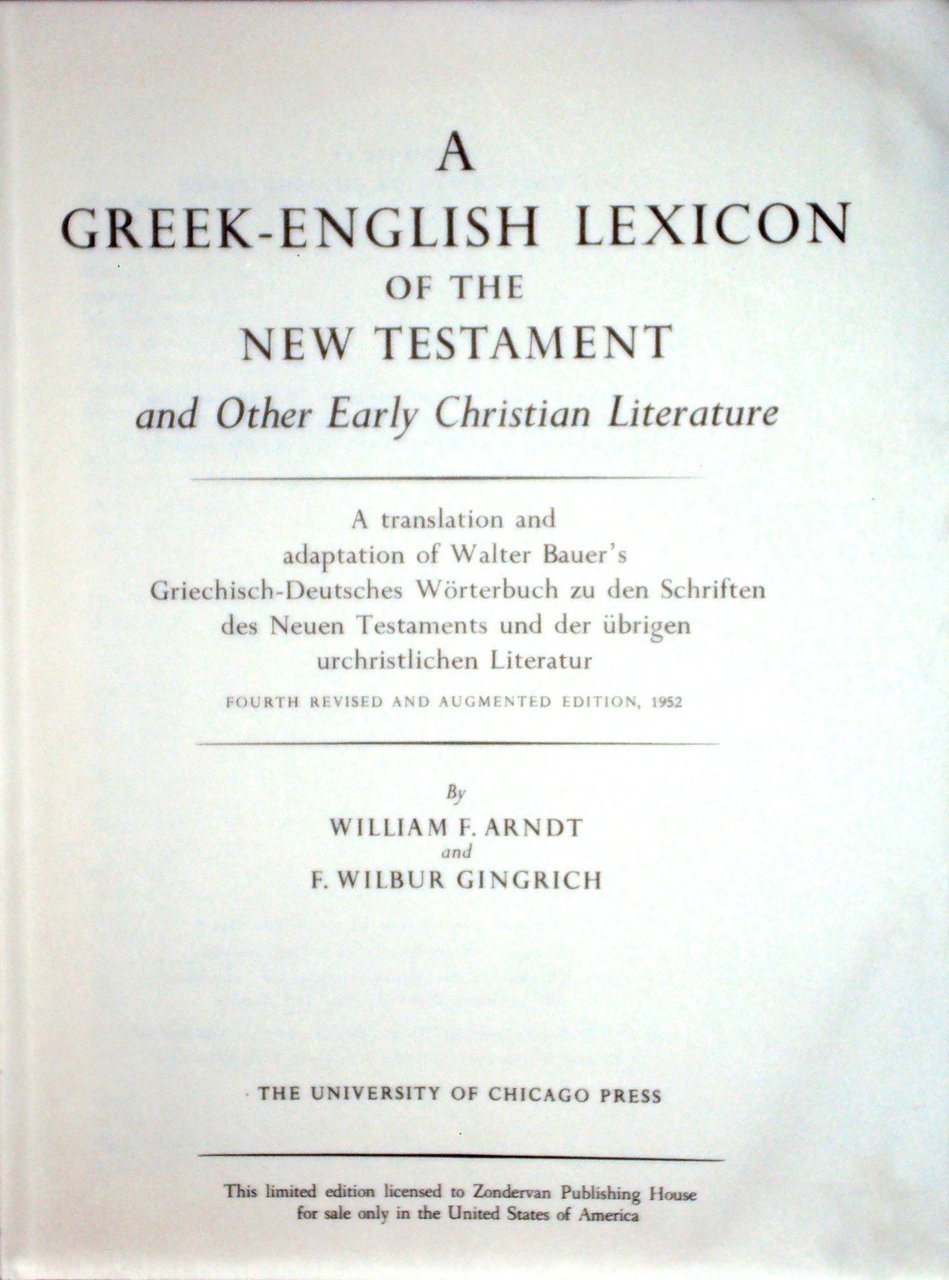 A
GREEK-ENGLISH LEXICON
OF THE
NEW TESTAMENT
and Other Early Christian Literature
A translation and
adaptation of Walter Bauer's
Griechisch-Deutsches Wörterbuch zu den Schriften
des Neuen Testaments und der übrigen
urchristlichen Literatur
FOURTH REVISED AND AUGMENTED EDITION, 1952
By
WILLIAM F. ARNDT
and
F. WILBUR GINGRICH
THE UNIVERSITY OF CHICAGO PRESS
This limited edition licensed to Zondervan Publishing House
for sale only in the United States of America